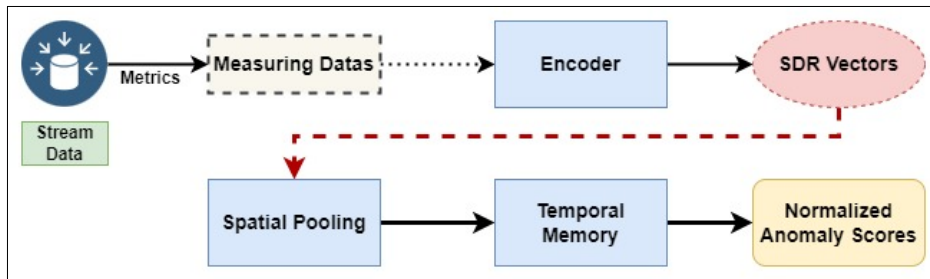 Metrics
Measuring Datas
Encoder
SDR Vectors
Stream
Data
Spatial Pooling
Temporal
Memory
Normalized
Anomaly Scores